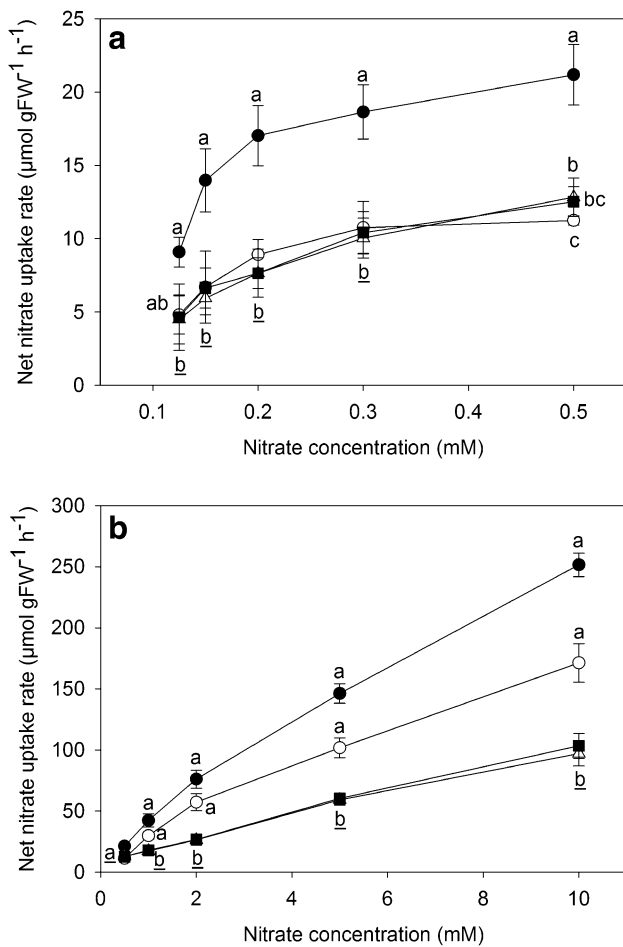 a
25
20
15
10
5
0
Net nitrate uptake rate (µmol gFW⁻¹ h⁻¹)
a
a
a
a
a
ab
b
b
b
b
b
bc
c
0.1
0.2
0.3
0.4
0.5
Nitrate concentration (mM)
b
300
250
200
150
100
50
0
Net nitrate uptake rate (µmol gFW⁻¹ h⁻¹)
a
a
a
a
a
a
a
a
a
b
b
b
b
0
2
4
6
8
10
Nitrate concentration (mM)